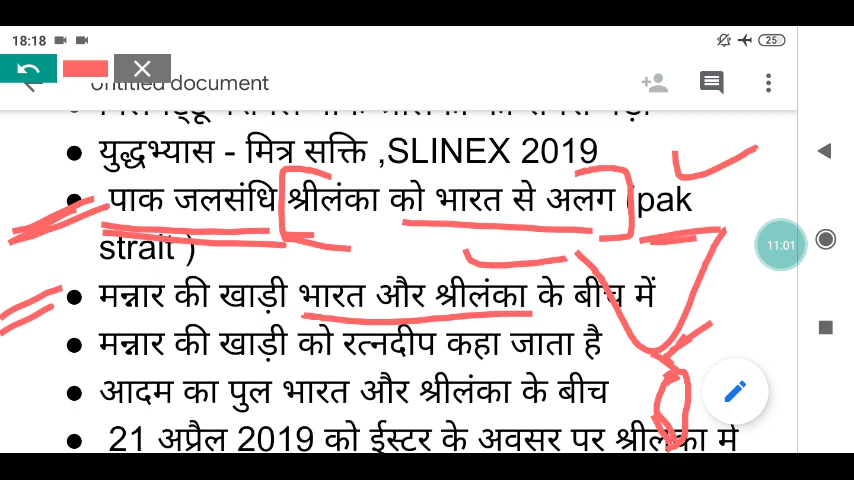 18:18
25
Untitled document
● युद्धभ्यास - मित्र सक्ति ,SLINEX 2019
● पाक जलसंधि श्रीलंका को भारत से अलग (pak
strait )
11:01
● मन्नार की खाड़ी भारत और श्रीलंका के बीच में
● मन्नार की खाड़ी को रत्नदीप कहा जाता है
● आदम का पुल भारत और श्रीलंका के बीच
● 21 अप्रैल 2019 को ईस्टर के अवसर पर श्रीलंका में